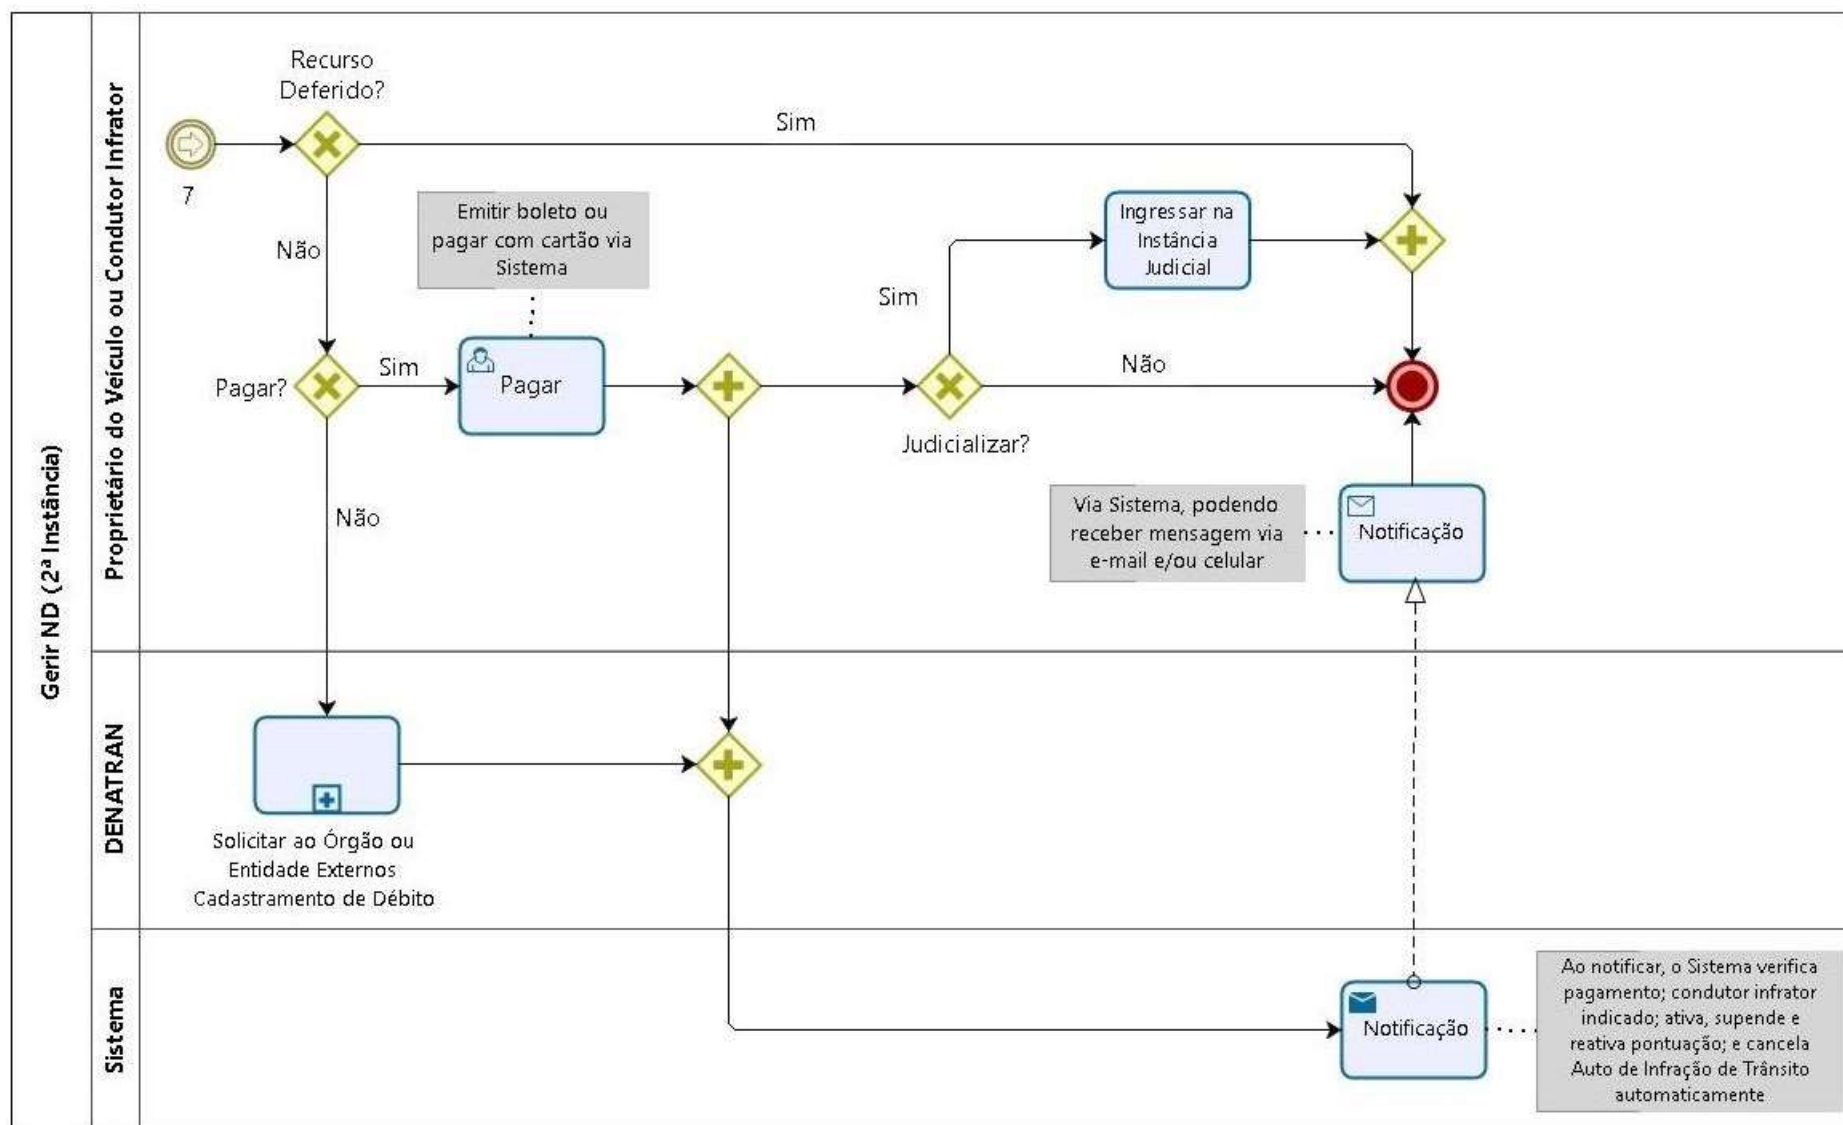 Gerir ND (2ª Instância)
Proprietário do Veículo ou Condutor Infrator
Recurso
Deferido?
Sim
7
Não
Emitir boleto ou
pagar com cartão via
Sistema
Ingressar na
Instância
Judicial
Sim
Pagar?
Sim
Pagar
Não
Judicializar?
Não
Via Sistema, podendo
receber mensagem via
e-mail e/ou celular
Notificação
DENATRAN
Solicitar ao Órgão ou
Entidade Externos
Cadastramento de Débito
Sistema
Notificação
Ao notificar, o Sistema verifica
pagamento; condutor infrator
indicado; ativa, supende e
reativa pontuação; e cancela
Auto de Infração de Trânsito
automaticamente